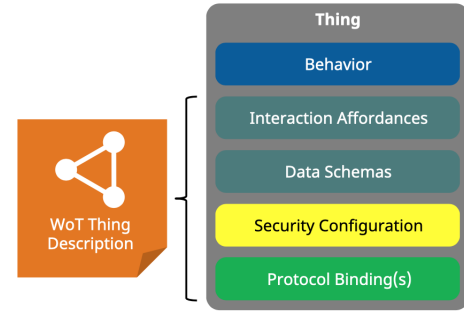 Thing
Behavior
Interaction Affordances
Data Schemas
Security Configuration
Protocol Binding(s)
WoT Thing
Description